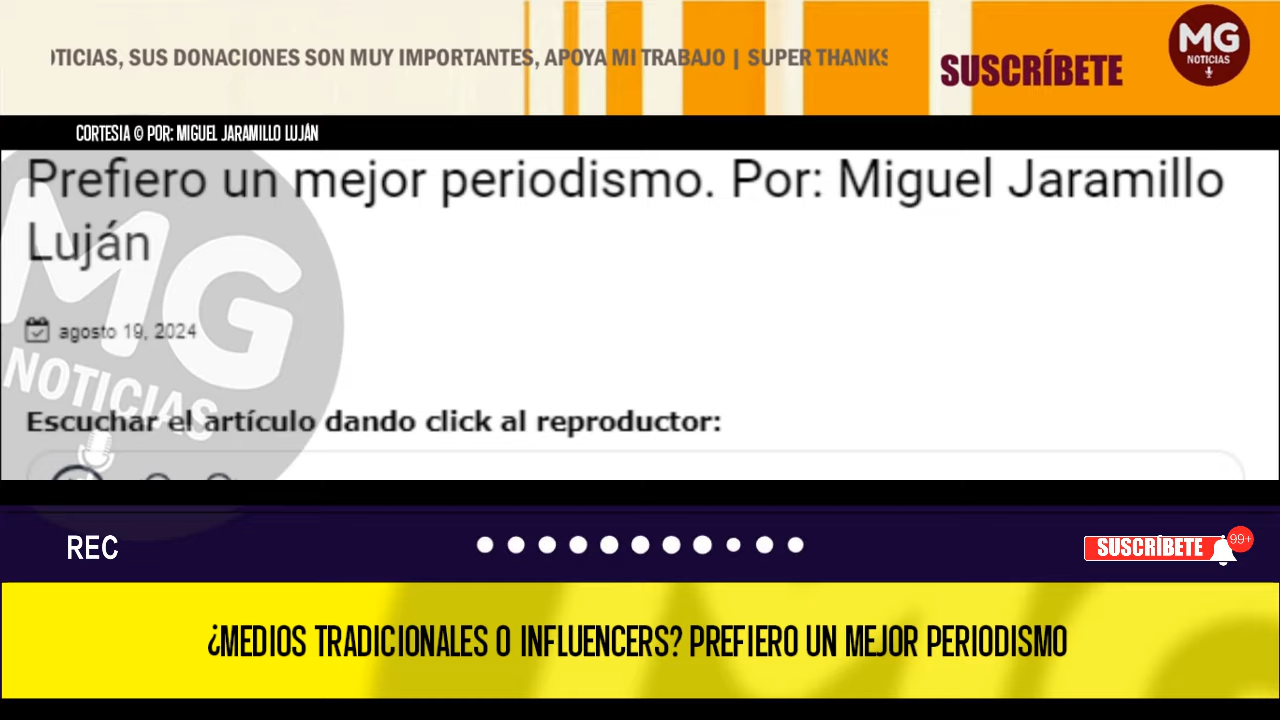 OTICIAS, SUS DONACIONES SON MUY IMPORTANTES, APOYA MI TRABAJO | SUPER THANKS
SUSCRÍBETE
MG
NOTICIAS
CORTESIA © POR: MIGUEL JARAMILLO LUJÁN
Prefiero un mejor periodismo. Por: Miguel Jaramillo
Luján
agosto 19, 2024
MG
NOTICIAS
Escuchar el artículo dando click al reproductor:
REC
SUSCRÍBETE
99+
¿MEDIOS TRADICIONALES O INFLUENCERS? PREFIERO UN MEJOR PERIODISMO